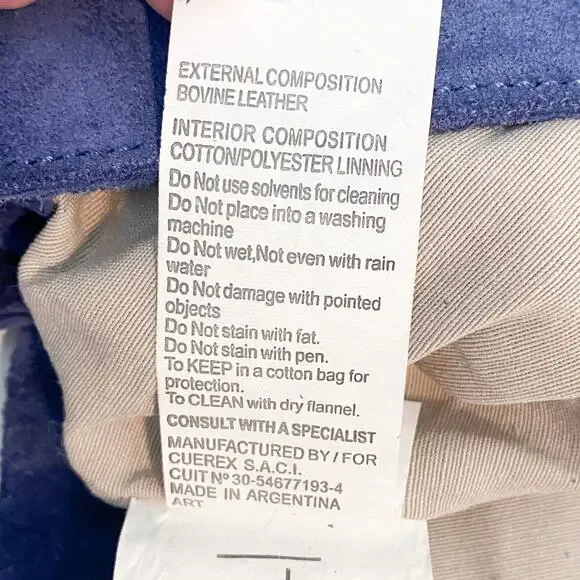 EXTERNAL COMPOSITION
BOVINE LEATHER
INTERIOR COMPOSITION
COTTON/POLYESTER LINNING
Do Not use solvents for cleaning
Do Not place into a washing
machine
Do Not wet,Not even with rain
water
Do Not damage with pointed
objects
Do Not stain with fat.
Do Not stain with pen.
To KEEP in a cotton bag for
protection.
To CLEAN with dry flannel.
CONSULT WITH A SPECIALIST
MANUFACTURED BY / FOR
CUEREX S.A.C.I.
CUIT Nº 30-54677193-4
MADE IN ARGENTINA
ART